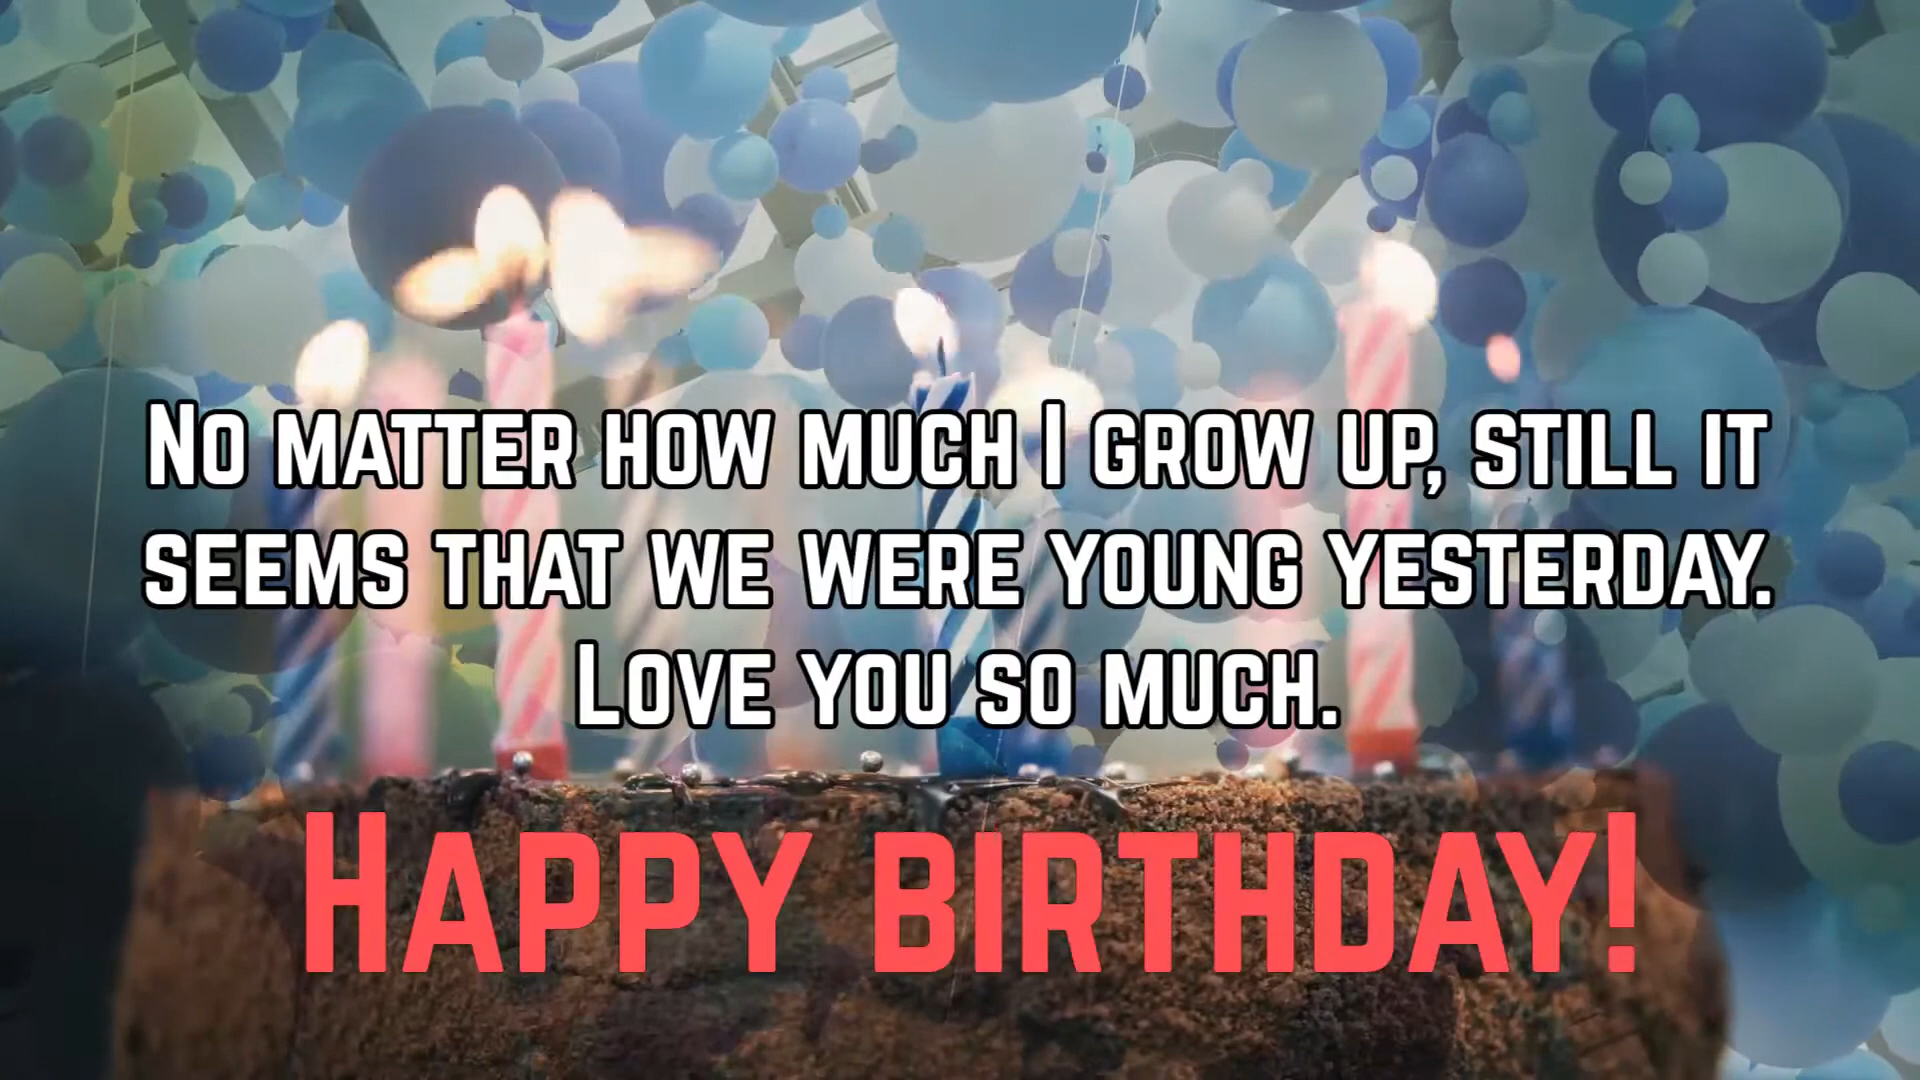 No matter how much I grow up, still it
seems that we were young yesterday.
Love you so much.
Happy birthday!